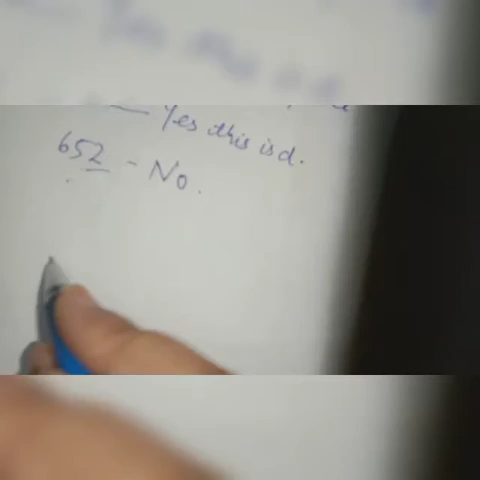 Yes this is d.
652 - No.